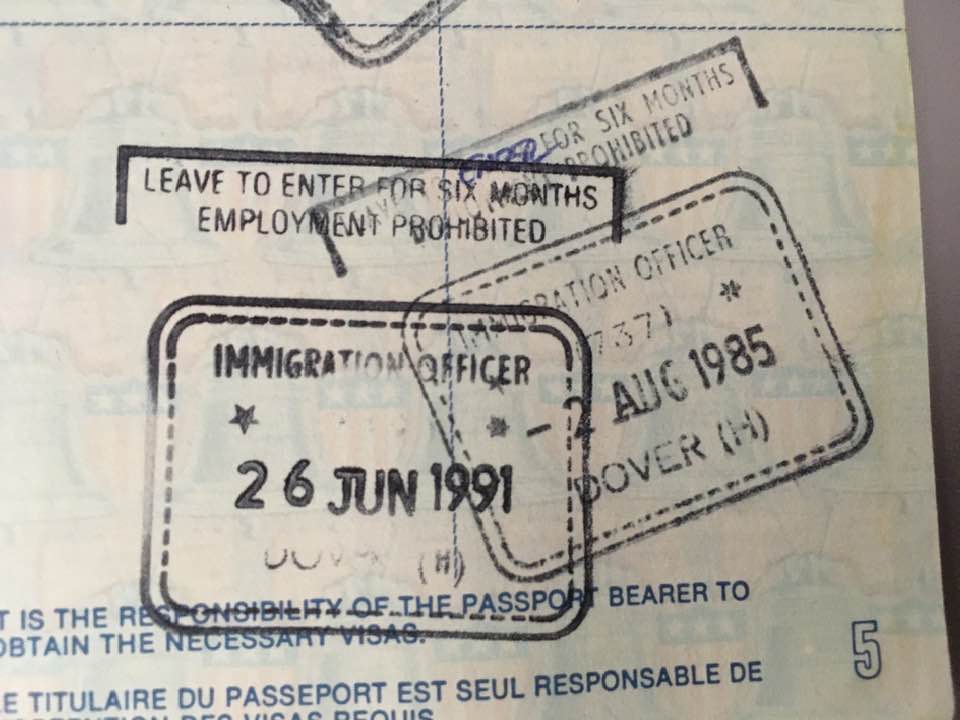 FOR SIX MONTHS
PROHIBITED
LEAVE TO ENTER FOR SIX MONTHS
EMPLOYMENT PROHIBITED
IMMIGRATION OFFICER
(737)
AUG 1985
DOVER (H)
IMMIGRATION OFFICER
26 JUN 1991
DOVER (H)
T IS THE RESPONSIBILITY OF THE PASSPORT BEARER TO
OBTAIN THE NECESSARY VISAS.
5
LE TITULAIRE DU PASSEPORT EST SEUL RESPONSABLE DE